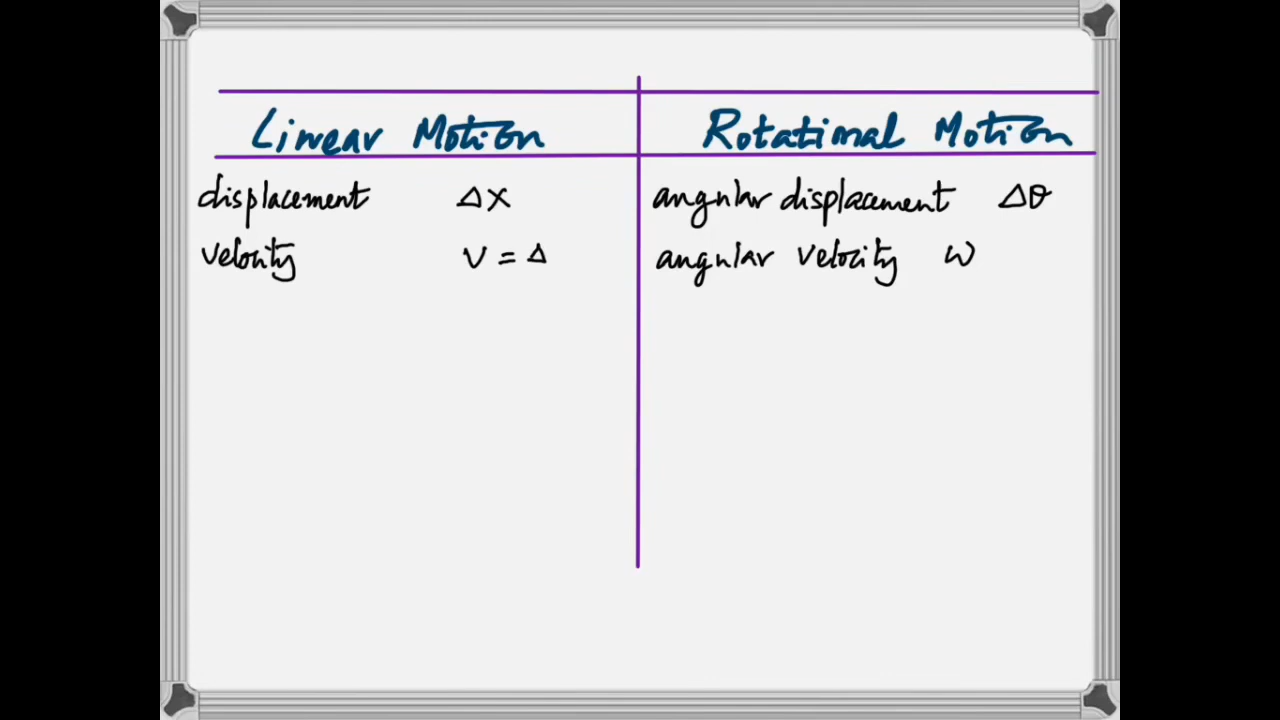 Linear Motion Rotational Motion
displacement Δx angular displacement Δθ
velocity v = Δ angular velocity ω